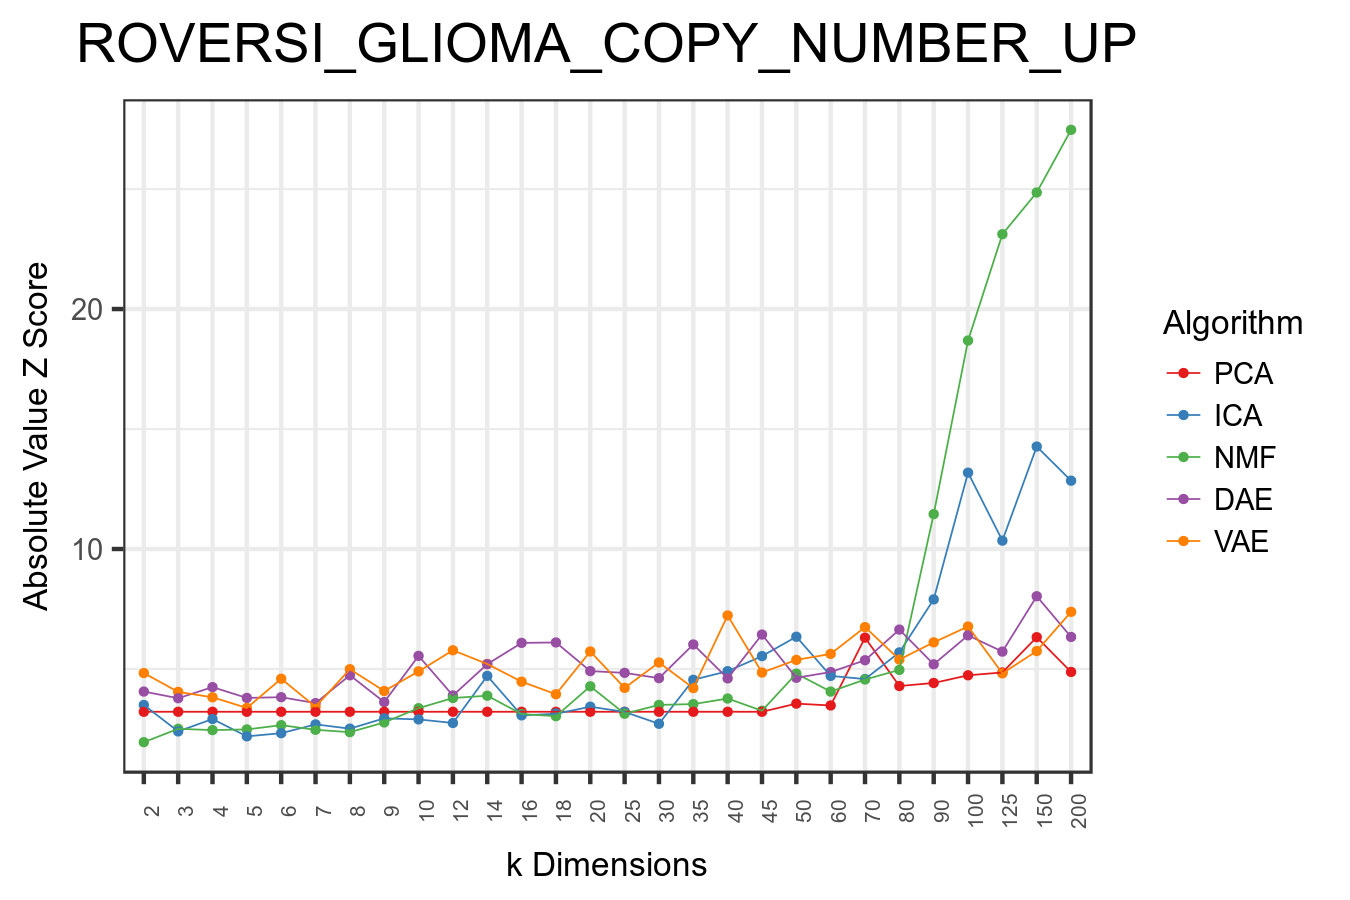 ROVERSI_GLIOMA_COPY_NUMBER_UP
Absolute Value Z Score
20
10
2 3 4 5 6 7 8 9 10 12 14 16 18 20 25 30 35 40 45 50 60 70 80 90 100 125 150 200
k Dimensions
Algorithm
PCA
ICA
NMF
DAE
VAE